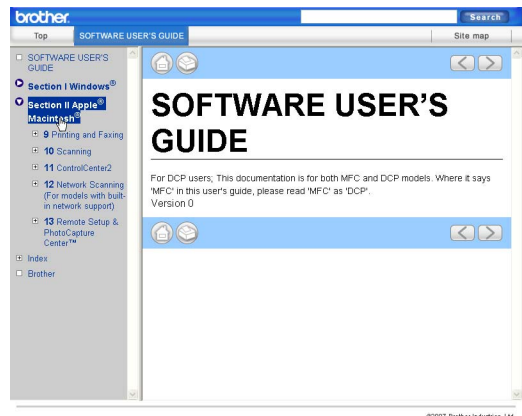 brother.
Search
Top
SOFTWARE USER'S GUIDE
Site map
SOFTWARE USER'S
GUIDE
Section I Windows®
Section II Apple®
Macintosh®
9 Printing and Faxing
10 Scanning
11 ControlCenter2
12 Network Scanning
(For models with built-
in network support)
13 Remote Setup &
PhotoCapture
Center™
Index
Brother
SOFTWARE USER'S
GUIDE
For DCP users; This documentation is for both MFC and DCP models. Where it says
'MFC' in this user's guide, please read 'MFC' as 'DCP'.
Version 0